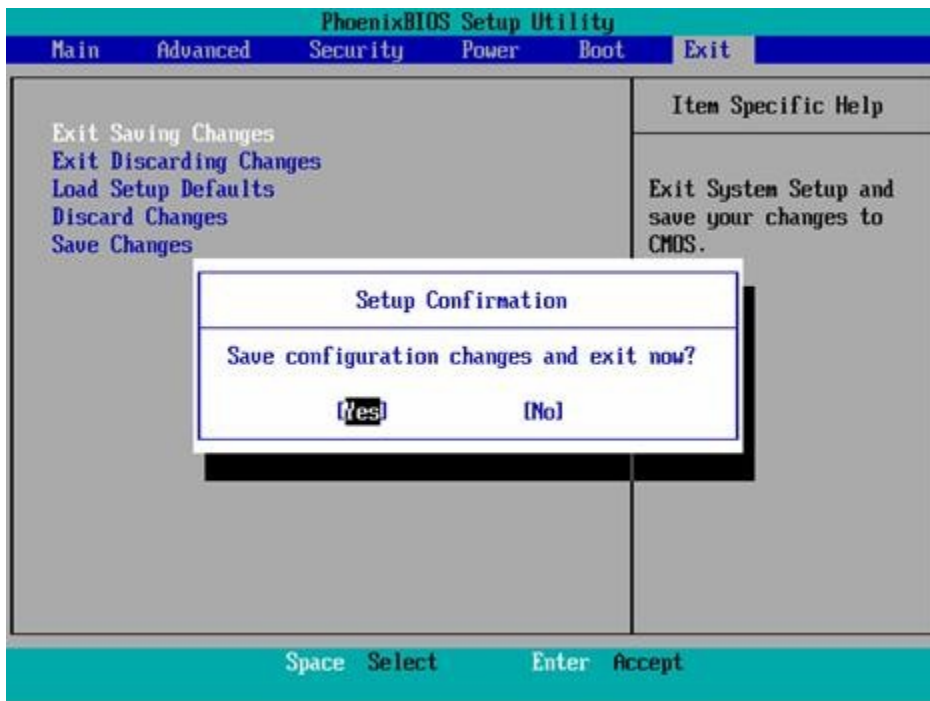 PhoenixBIOS Setup Utility
Main Advanced Security Power Boot Exit
Item Specific Help
Exit Saving Changes
Exit Discarding Changes
Load Setup Defaults
Discard Changes
Save Changes
Exit System Setup and
save your changes to
CMOS.
Setup Confirmation
Save configuration changes and exit now?
[Yes] [No]
Space Select Enter Accept